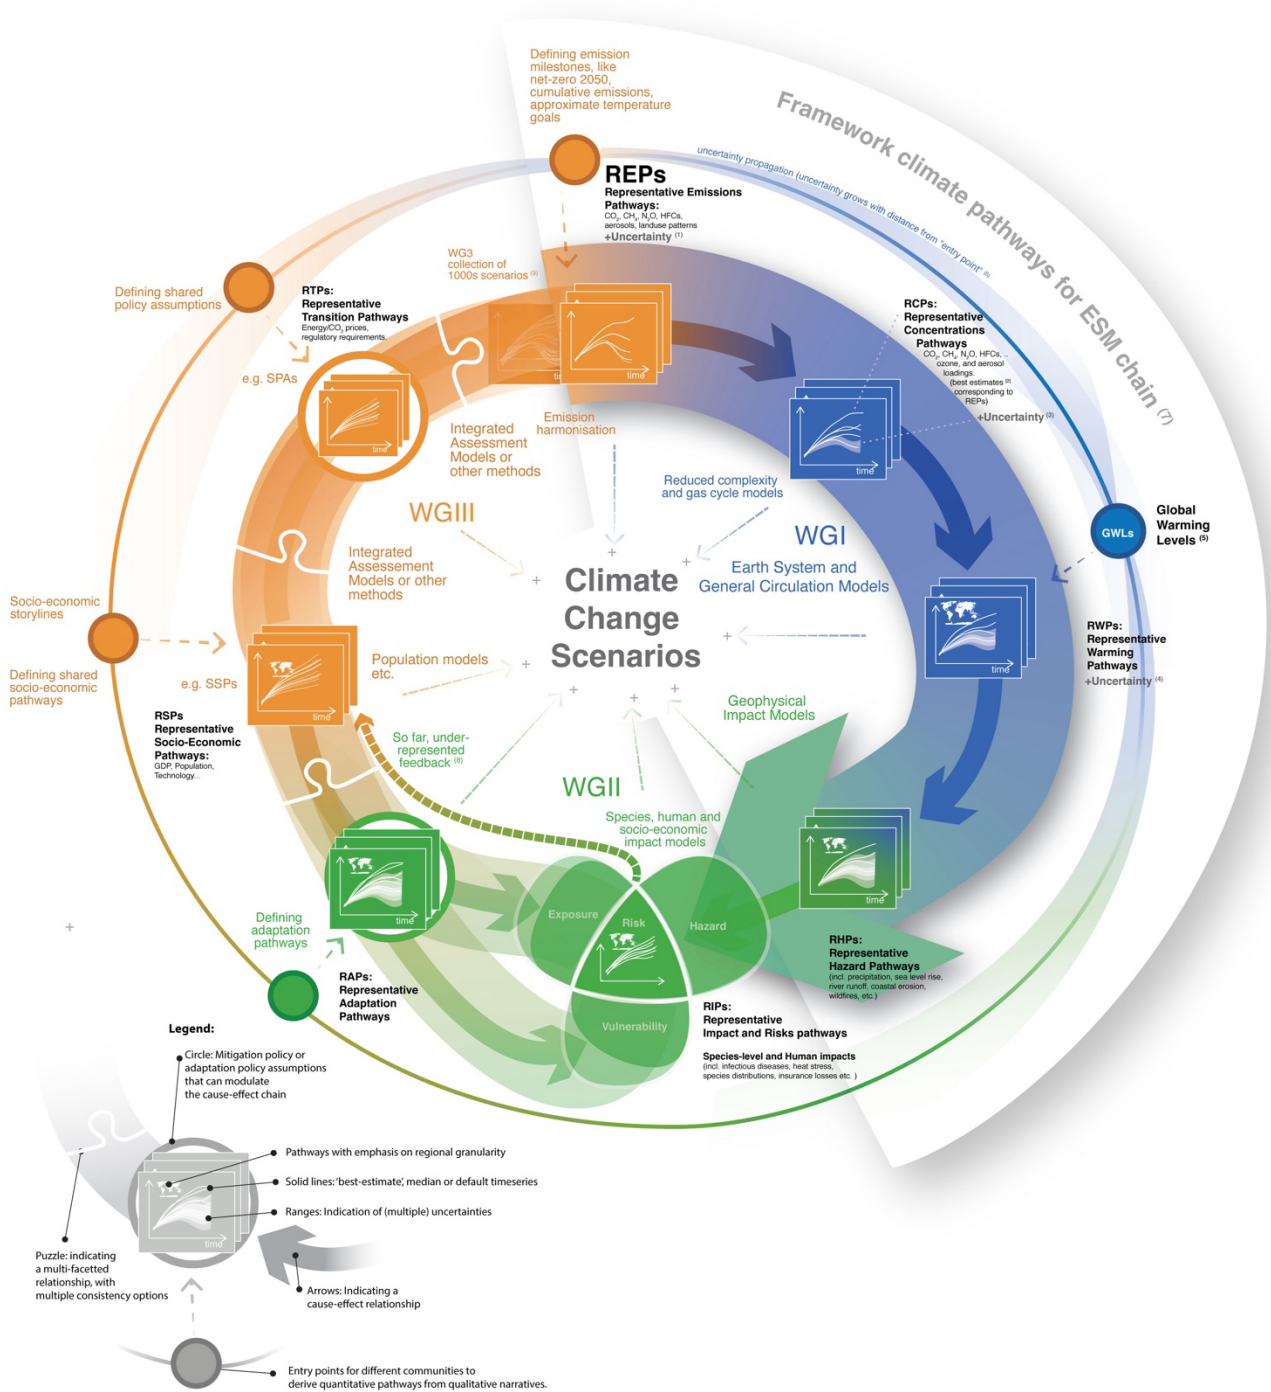 Defining emission
milestones, like
net-zero 2050,
cumulative emissions,
approximate temperature
goals
Framework climate pathways for ESM chain (7)
uncertainty propagation (uncertainty grows with distance from "entry point" (6)
REPs
Representative Emissions
Pathways:
CO2, CH4, N2O, HFCs,
aerosols, landuse patterns
+Uncertainty (1)
WG3
collection of
1000s scenarios (9)
Defining shared
policy assumptions
RTPs:
Representative
Transition Pathways
Energy/CO2 prices,
regulatory requirements.
e.g. SPAs
time
time
time
RCPs:
Representative
Concentrations
Pathways
CO2, CH4, N2O, HFCs, ..
ozone, and aerosol
loadings.
(best estimates (2)
corresponding to
REPs)
+Uncertainty (3)
time
Integrated
Assessment
Models or
other methods
Emission
harmonisation
Reduced complexity
and gas cycle models
WGIII
WGI
Earth System and
General Circulation Models
GWLs
Global
Warming
Levels (5)
Integrated
Assessement
Models or other
methods
Climate
Change
Scenarios
Socio-economic
storylines
Defining shared
socio-economic
pathways
e.g. SSPs
time
Population models
etc.
RSPs
Representative
Socio-Economic
Pathways:
GDP, Population,
Technology...
time
RWPs:
Representative
Warming
Pathways
+Uncertainty (4)
Geophysical
Impact Models
So far, under-
represented
feedback (8)
WGII
Species, human and
socio-economic
impact models
time
time
Exposure
Risk
Hazard
Vulnerability
Defining
adaptation
pathways
RAPs:
Representative
Adaptation
Pathways
RHPs:
Representative
Hazard Pathways
(incl. precipitation, sea level rise,
river runoff, coastal erosion,
wildfires, etc.)
RIPs:
Representative
Impact and Risks pathways
Species-level and Human impacts
(incl. infectious diseases, heat stress,
species distributions, insurance losses etc. )
Legend:
Circle: Mitigation policy or
adaptation policy assumptions
that can modulate
the cause-effect chain
Pathways with emphasis on regional granularity
Solid lines: 'best-estimate', median or default timeseries
Ranges: Indication of (multiple) uncertainties
time
Puzzle: indicating
a multi-facetted
relationship, with
multiple consistency options
Arrows: Indicating a
cause-effect relationship
Entry points for different communities to
derive quantitative pathways from qualitative narratives.